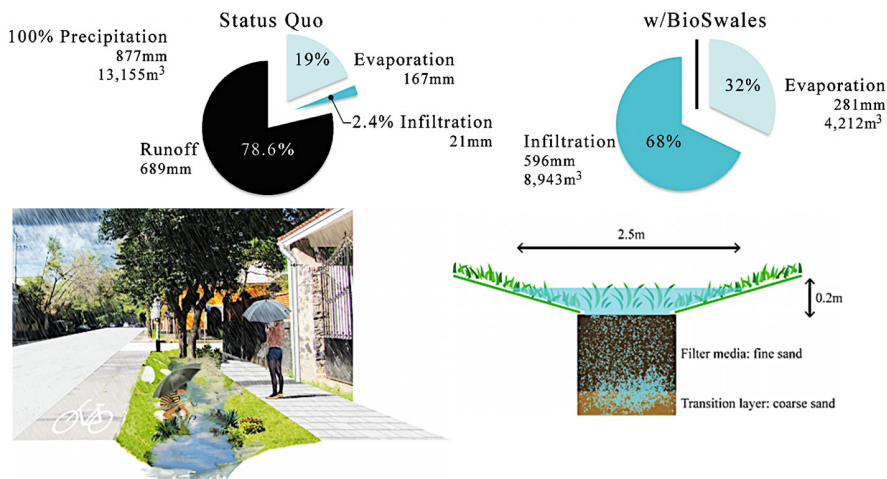 Status Quo
100% Precipitation
877mm
13,155m³
19%
Evaporation
167mm
2.4% Infiltration
21mm
Runoff
689mm
78.6%
w/BioSwales
32%
Evaporation
281mm
4,212m³
Infiltration
596mm
8,943m³
68%
2.5m
0.2m
Filter media: fine sand
Transition layer: coarse sand